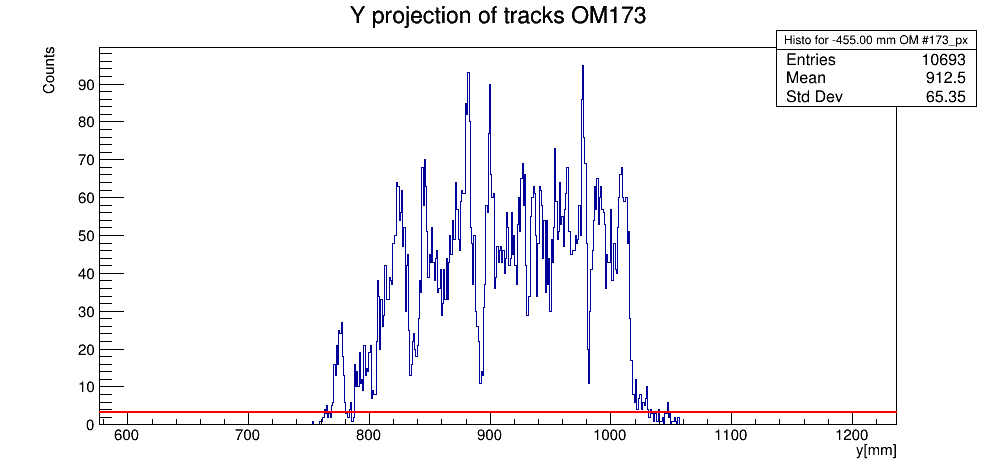 Y projection of tracks OM173
Histo for -455.00 mm OM #173_px
Entries 10693
Mean 912.5
Std Dev 65.35
Counts
90
80
70
60
50
40
30
20
10
0
600 700 800 900 1000 1100 1200
y[mm]